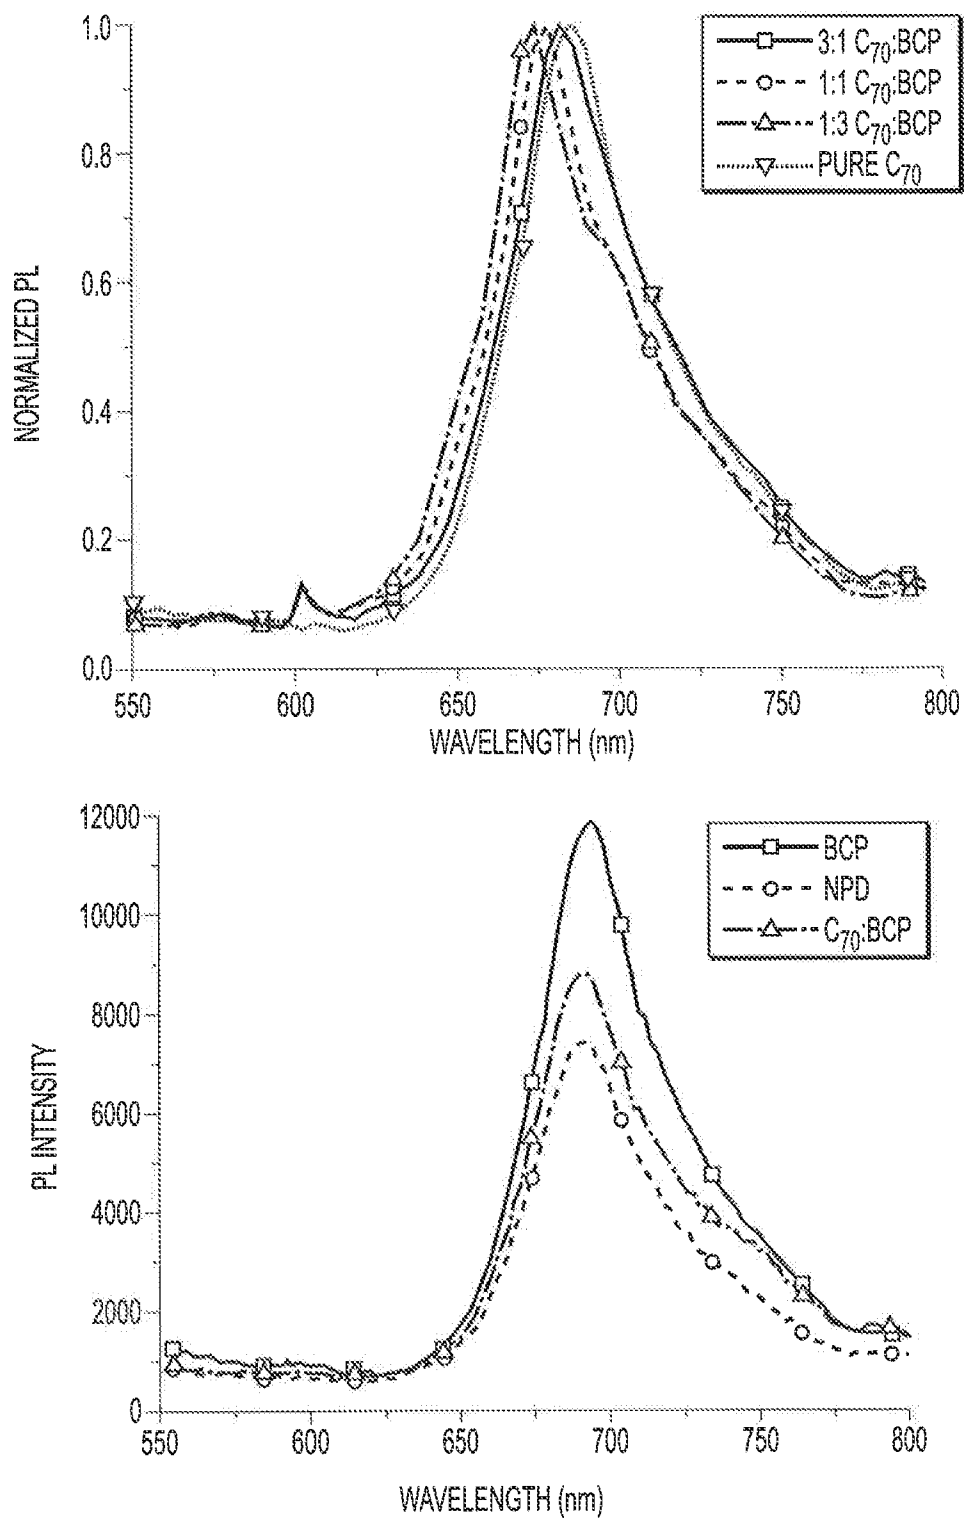 1.0
3:1 C70:BCP
1:1 C70:BCP
1:3 C70:BCP
PURE C70
0.8
0.6
0.4
0.2
0.0
NORMALIZED PL
550 600 650 700 750 800
WAVELENGTH (nm)
12000
10000
8000
6000
4000
2000
0
BCP
NPD
C70:BCP
PL INTENSITY
550 600 650 700 750 800
WAVELENGTH (nm)